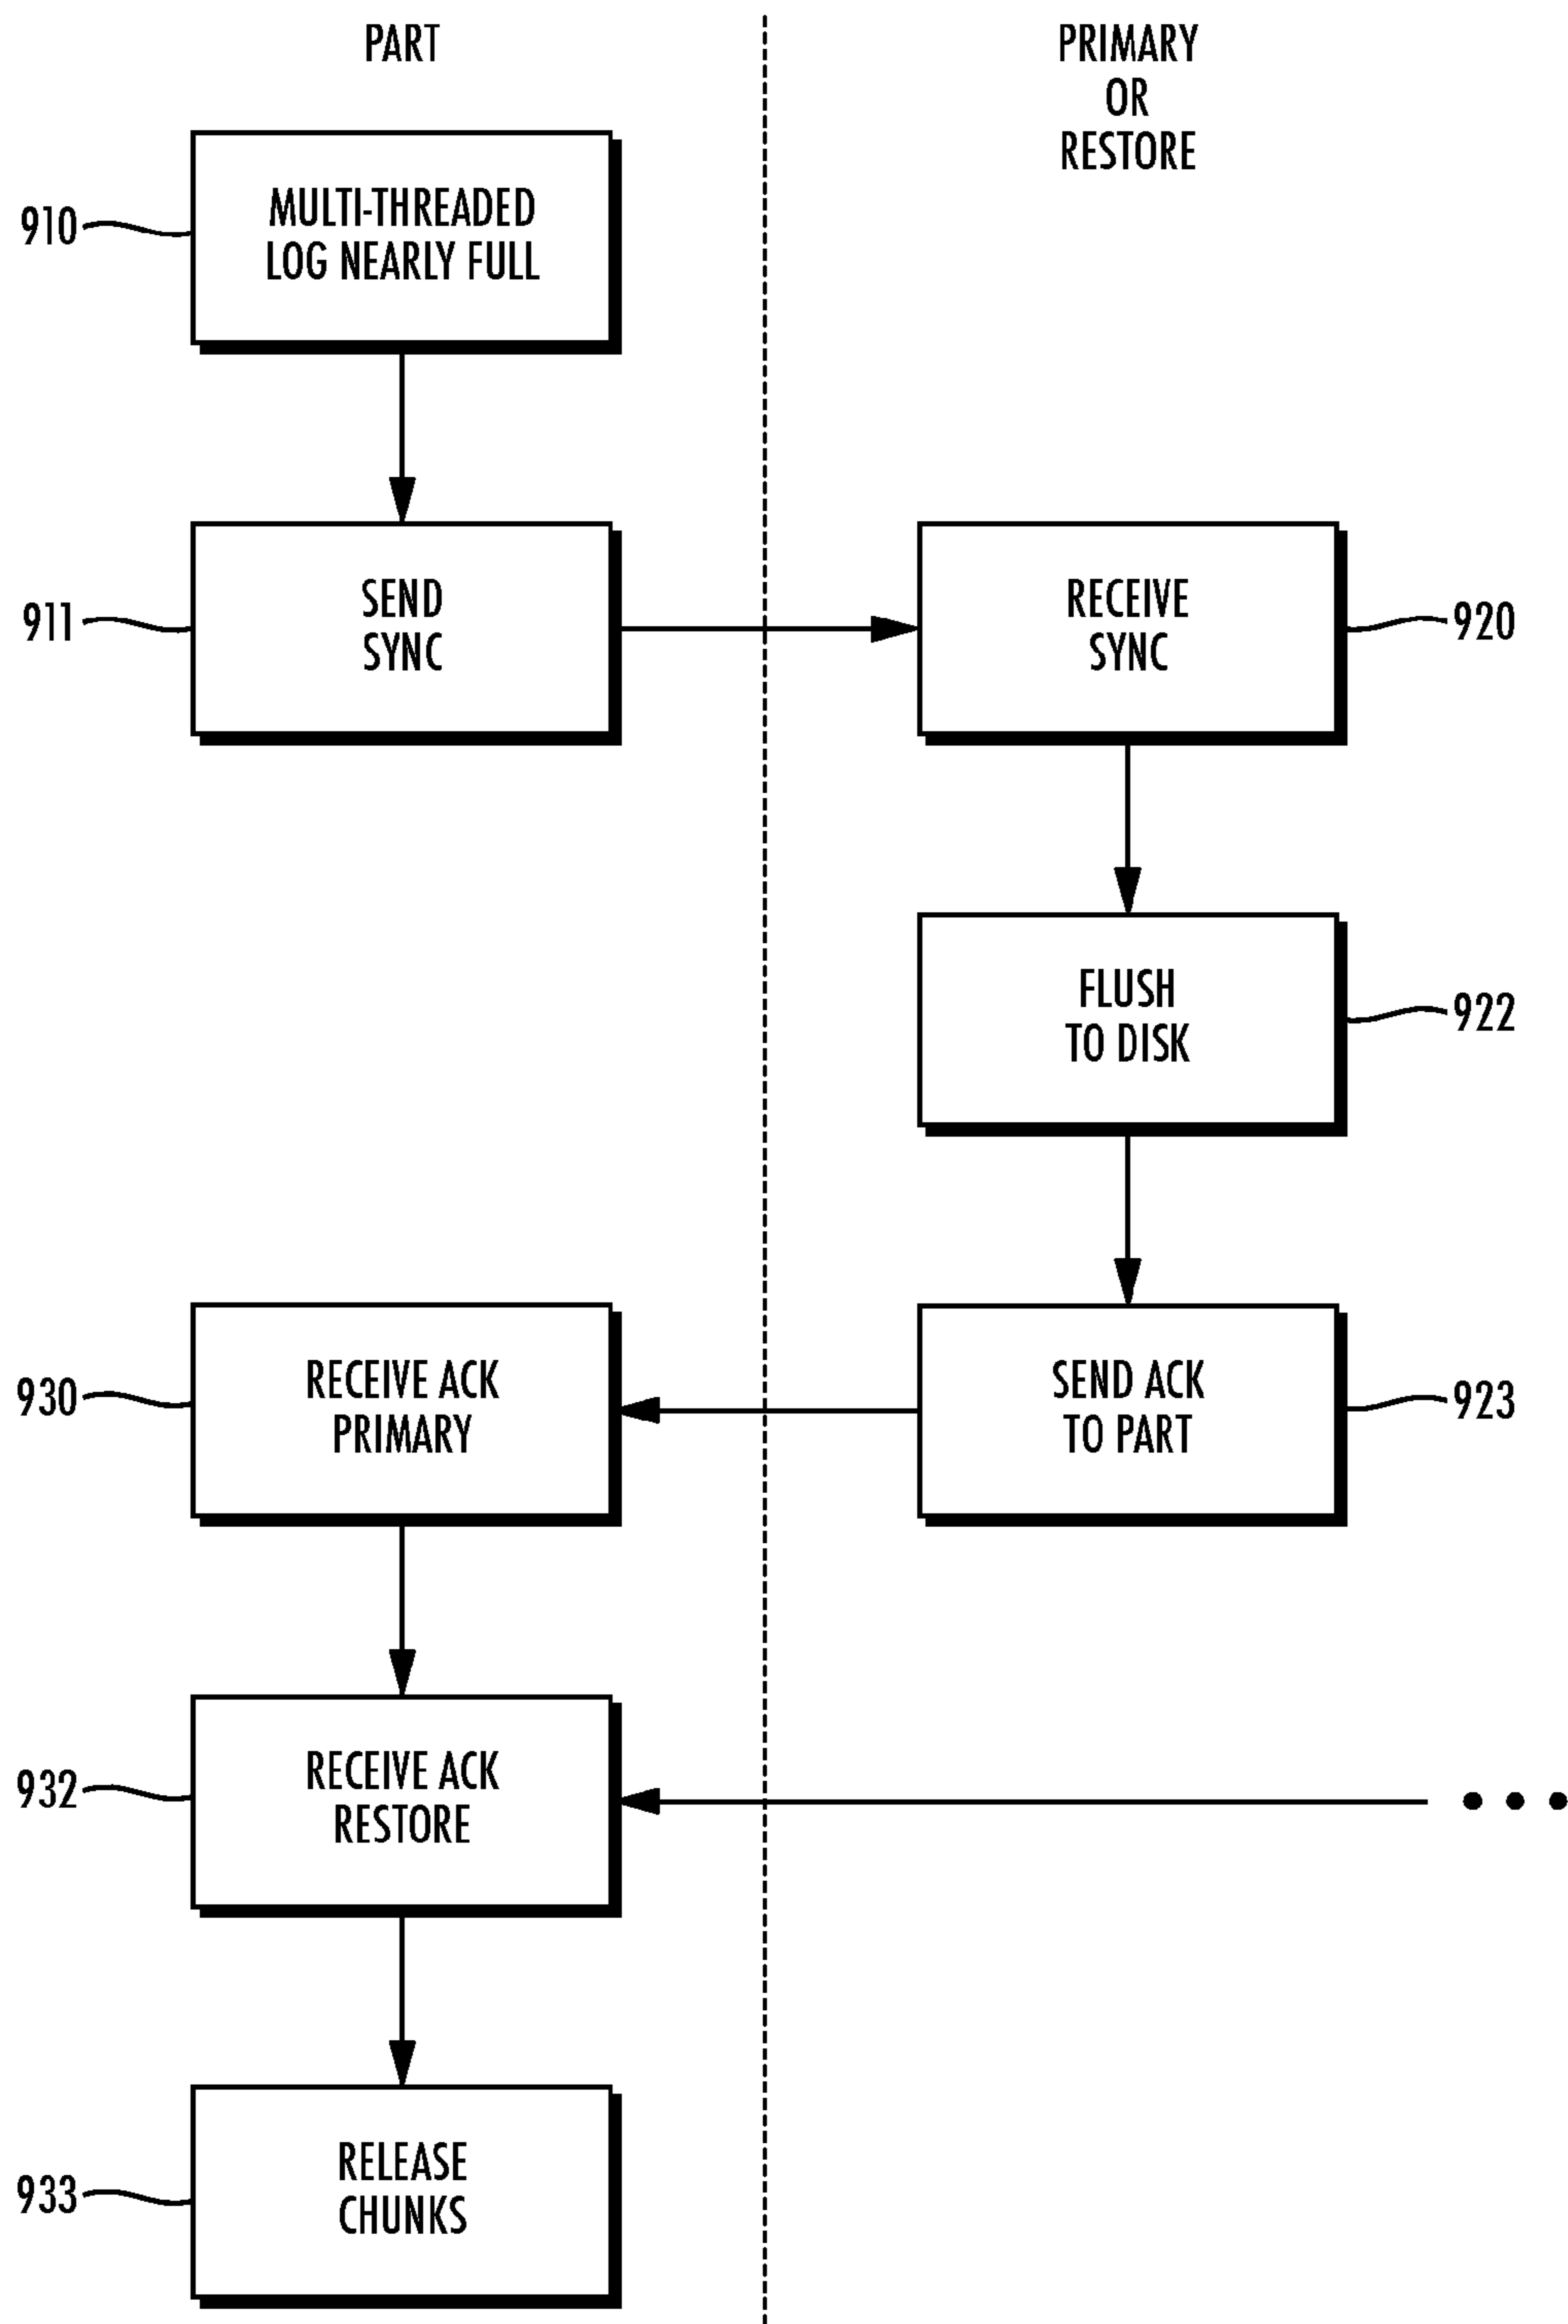 PART
PRIMARY
OR
RESTORE
910
MULTI-THREADED
LOG NEARLY FULL
911
SEND
SYNC
RECEIVE
SYNC
920
FLUSH
TO DISK
922
930
RECEIVE ACK
PRIMARY
SEND ACK
TO PART
923
932
RECEIVE ACK
RESTORE
933
RELEASE
CHUNKS